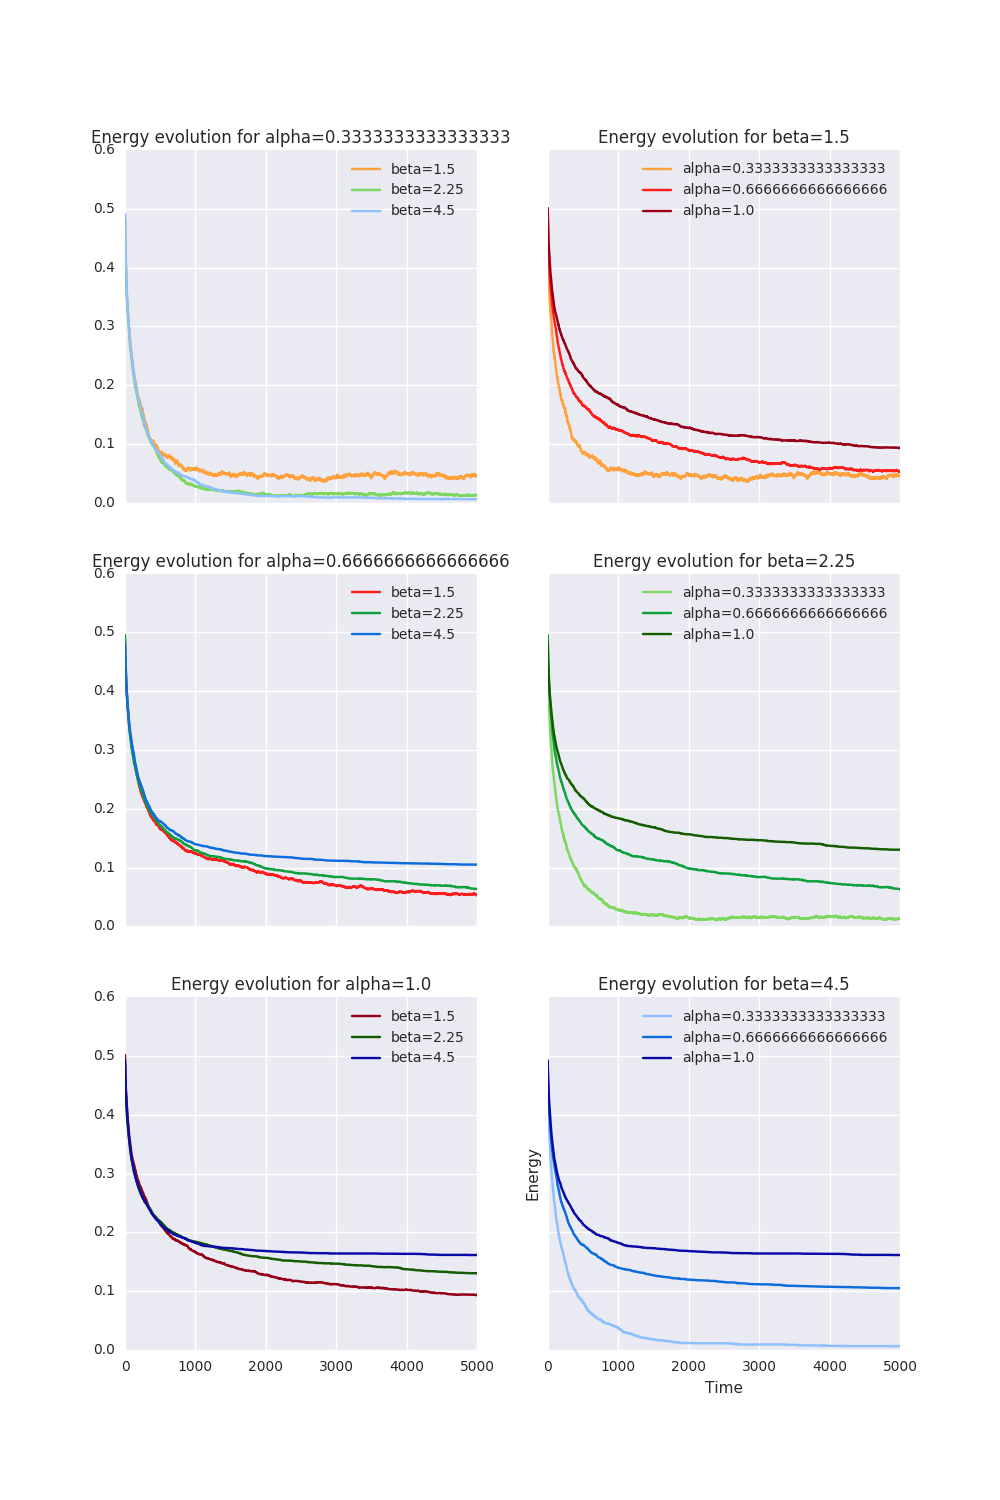 Energy evolution for alpha=0.3333333333333333
0.6
0.5
0.4
0.3
0.2
0.1
0.0
beta=1.5
beta=2.25
beta=4.5
Energy evolution for beta=1.5
alpha=0.3333333333333333
alpha=0.6666666666666666
alpha=1.0
Energy evolution for alpha=0.6666666666666666
0.6
0.5
0.4
0.3
0.2
0.1
0.0
beta=1.5
beta=2.25
beta=4.5
Energy evolution for beta=2.25
alpha=0.3333333333333333
alpha=0.6666666666666666
alpha=1.0
Energy evolution for alpha=1.0
0.6
0.5
0.4
0.3
0.2
0.1
0.0
beta=1.5
beta=2.25
beta=4.5
0 1000 2000 3000 4000 5000
Energy evolution for beta=4.5
alpha=0.3333333333333333
alpha=0.6666666666666666
alpha=1.0
Energy
0 1000 2000 3000 4000 5000
Time